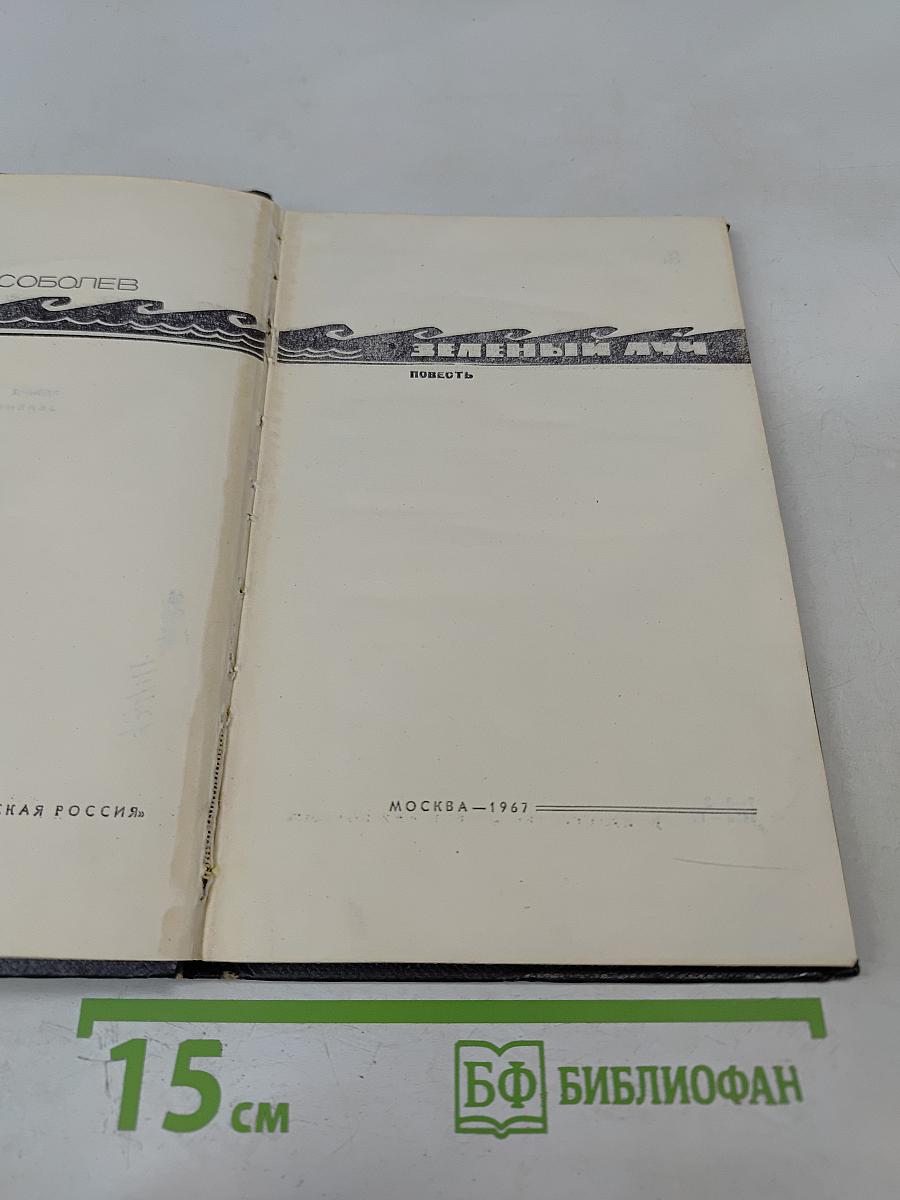 СОБОЛЕВ
ЗЕЛЕНЫЙ ЛУЧ
ПОВЕСТЬ
СКАЯ РОССИЯ»
МОСКВА—1967
15 см
БФ БИБЛИОФАН